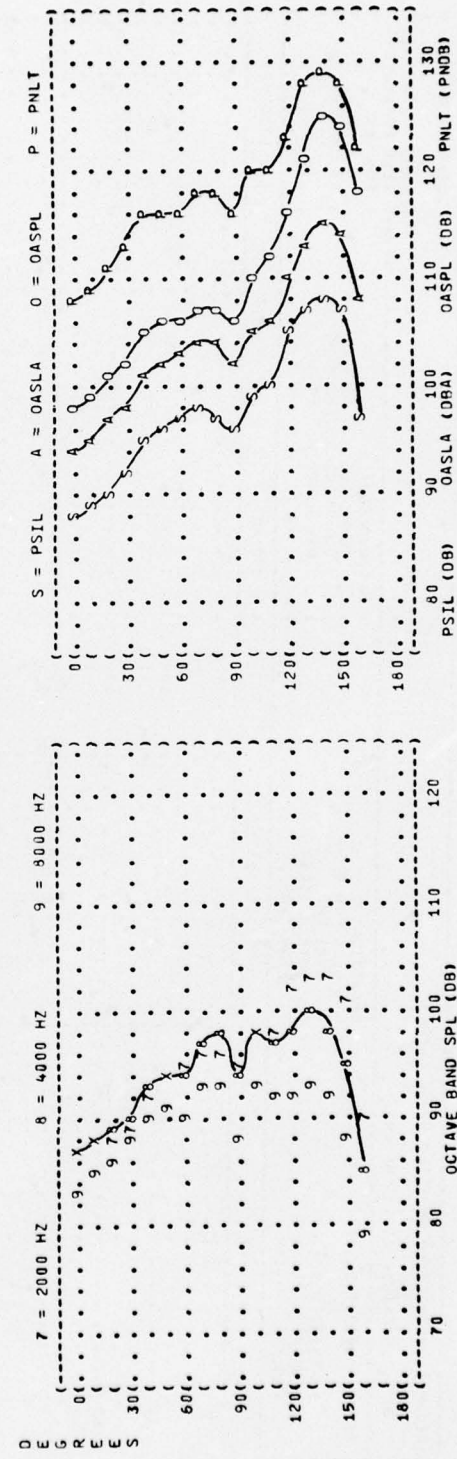 7 = 2000 HZ 8 = 4000 HZ 9 = 8000 HZ
DEGREES
0
30
60
90
120
150
180
70 80 90 100 110 120
OCTAVE BAND SPL (DB)
S = PSIL A = OASLA O = OASPL P = PNLT
0
30
60
90
120
150
180
80 90 100 110 120 130
PSIL (DB) OASLA (DBA) OASPL (DB) PNLT (PNDB)